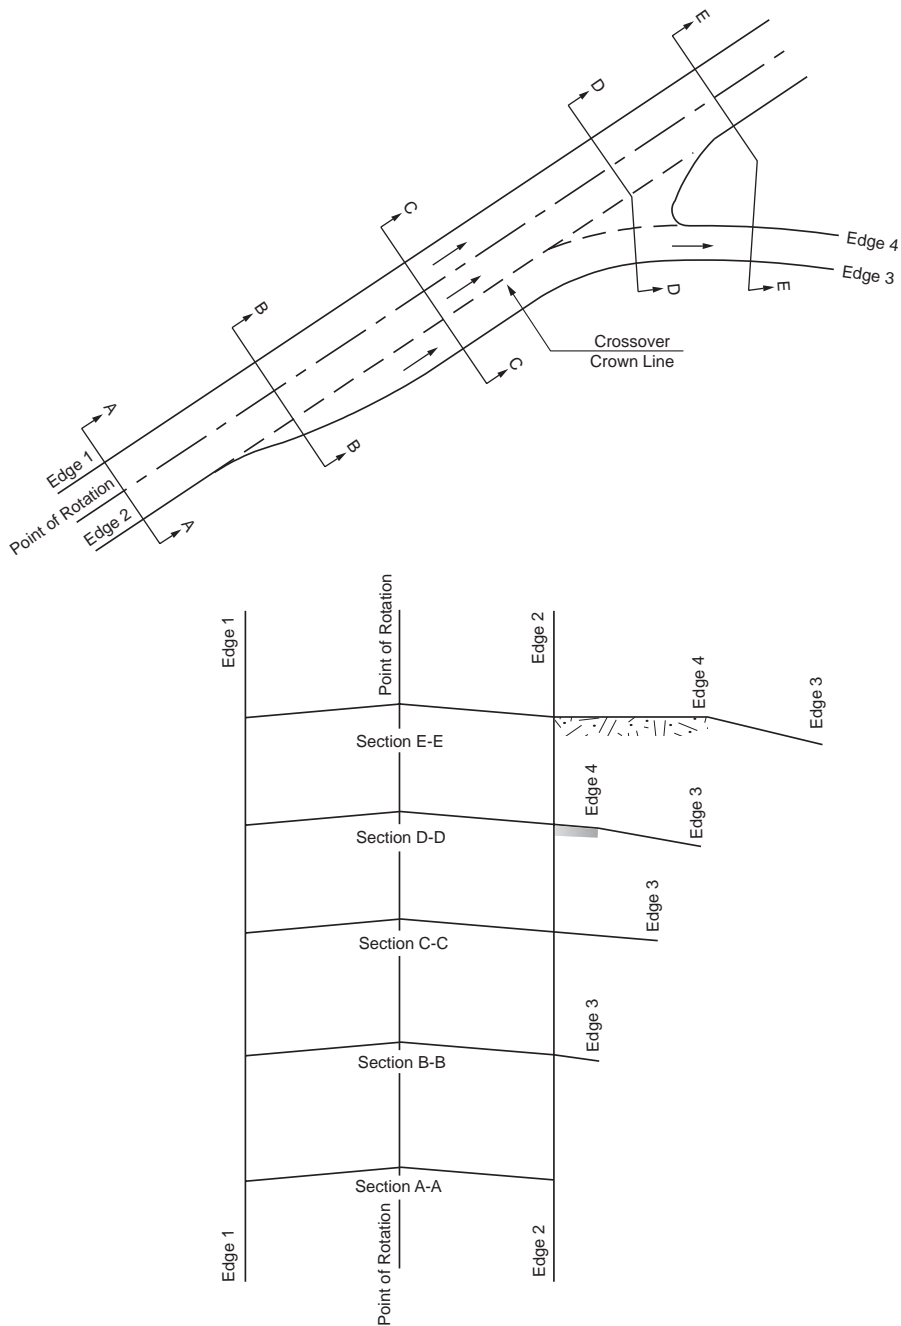 E
D
C
B
A
Edge 1
Point of Rotation
Edge 2
A
B
C
D
E
Edge 4
Edge 3
Crossover
Crown Line
Edge 1
Point of Rotation
Edge 2
Edge 4
Edge 3
Section E-E
Edge 4
Edge 3
Section D-D
Edge 3
Section C-C
Edge 3
Section B-B
Section A-A
Edge 1
Point of Rotation
Edge 2